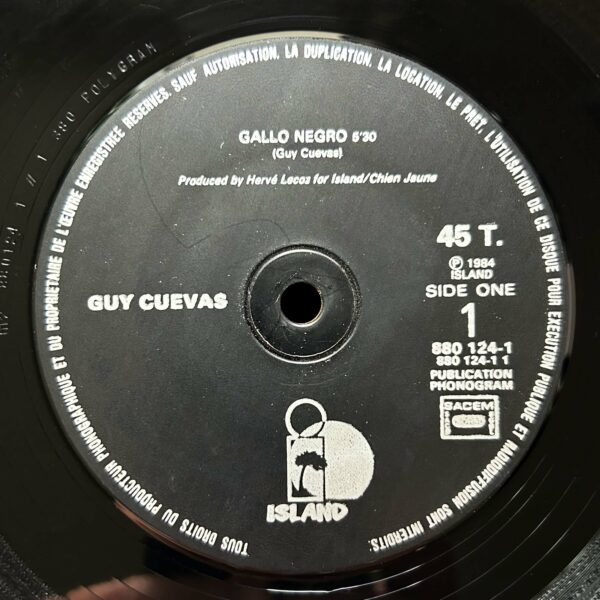 TOUS DROITS DU PRODUCTEUR PHONOGRAPHIQUE ET DU PROPRIETAIRE DE L'ŒUVRE ENREGISTREE RESERVES. SAUF AUTORISATION, LA DUPLICATION, LA LOCATION, LE PRET, L'UTILISATION DE CE DISQUE POUR EXECUTION PUBLIQUE ET RADIODIFFUSION SONT INTERDITS.
GALLO NEGRO 5'30
(Guy Cuevas)
Produced by Hervé Lecoz for Island/Chien Jaune
45 T.
Ⓟ 1984
ISLAND
GUY CUEVAS
SIDE ONE
1
880 124-1
880 124-1 1
PUBLICATION
PHONOGRAM
SACEM
ISLAND
880 POLYGRAM